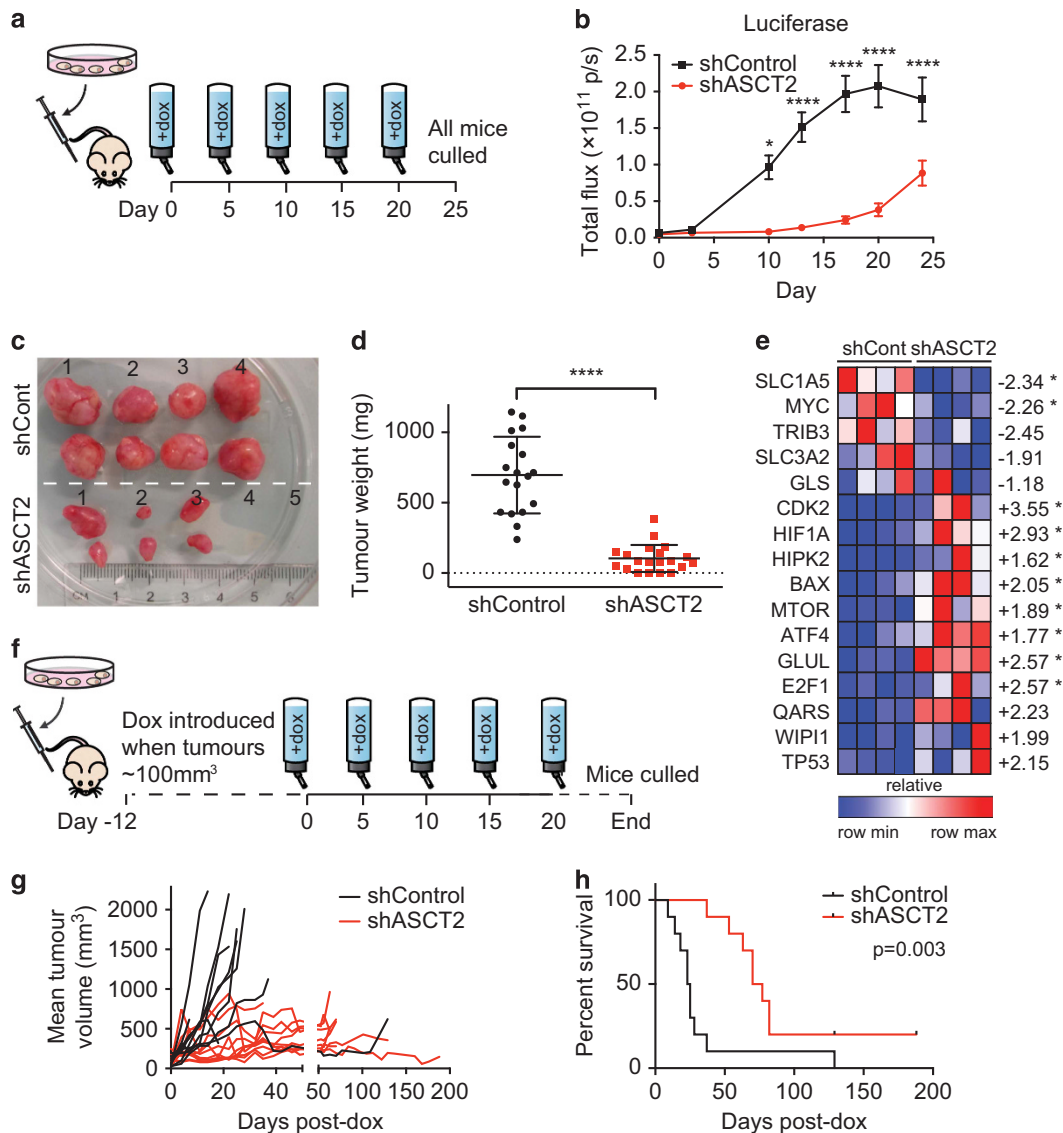 a
+dox +dox +dox +dox +dox
All mice
culled
Day 0 5 10 15 20 25
b
Luciferase
shControl
shASCT2
* **** **** **** ****
Total flux (×10¹¹ p/s)
2.5
2.0
1.5
1.0
0.5
0.0
0 5 10 15 20 25
Day
c
shCont
1 2 3 4
shASCT2
1 2 3 4 5
CM 1 2 3 4 5 6
d
****
Tumour weight (mg)
1000
500
0
shControl shASCT2
e
shCont shASCT2
SLC1A5 -2.34 *
MYC -2.26 *
TRIB3 -2.45
SLC3A2 -1.91
GLS -1.18
CDK2 +3.55 *
HIF1A +2.93 *
HIPK2 +1.62 *
BAX +2.05 *
MTOR +1.89 *
ATF4 +1.77 *
GLUL +2.57 *
E2F1 +2.57 *
QARS +2.23
WIPI1 +1.99
TP53 +2.15
relative
row min row max
f
Dox introduced
when tumours
~100mm³
+dox +dox +dox +dox +dox
Mice culled
Day -12 0 5 10 15 20 End
g
shControl
shASCT2
Mean tumour
volume (mm³)
2000
1500
1000
500
0
0 20 40 50 60 100 150 200
Days post-dox
h
shControl
shASCT2
p=0.003
Percent survival
100
50
0
0 50 100 150 200
Days post-dox